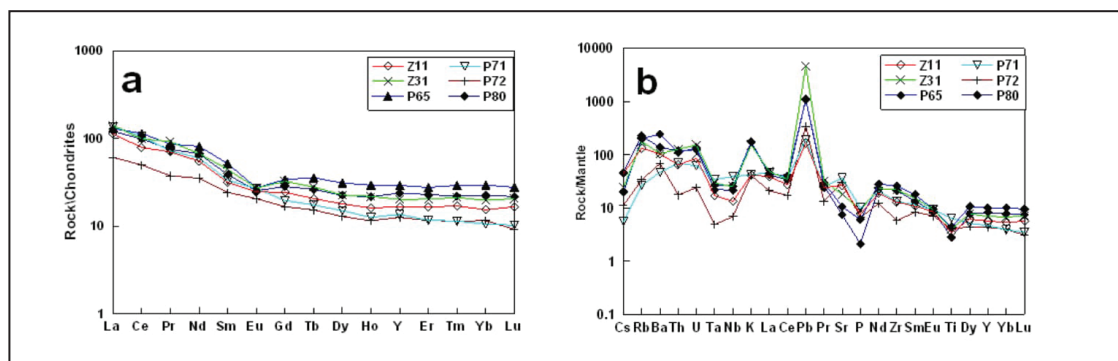 a
1000
100
10
1
Rock\Chondrites
Z11 P71
Z31 P72
P65 P80
La Ce Pr Nd Sm Eu Gd Tb Dy Ho Y Er Tm Yb Lu
b
10000
1000
100
10
1
0.1
Rock/Mantle
Z11 P71
Z31 P72
P65 P80
Cs Rb Ba Th U Ta Nb K La Ce Pb Pr Sr P Nd Zr Sm Eu Ti Dy Y Yb Lu